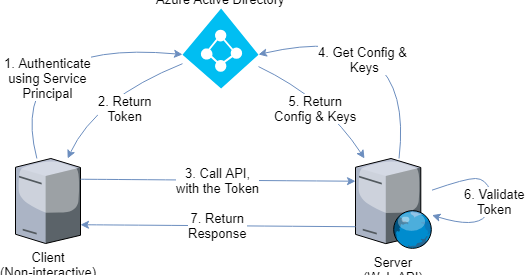 Azure Active Directory
1. Authenticate
using Service
Principal
4. Get Config &
Keys
2. Return
Token
5. Return
Config & Keys
3. Call API,
with the Token
6. Validate
Token
7. Return
Response
Client
(Non-interactive)
Server
(Web API)